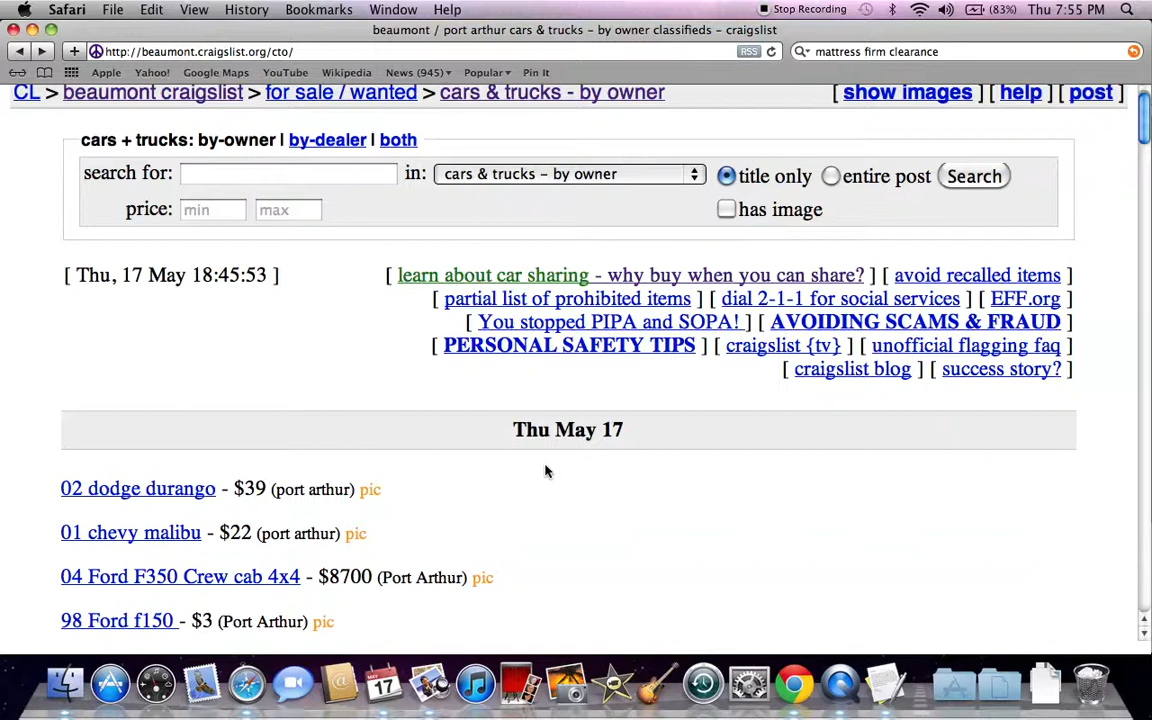 Safari File Edit View History Bookmarks Window Help Stop Recording (83%) Thu 7:55 PM
beaumont / port arthur cars & trucks - by owner classifieds - craigslist
http://beaumont.craigslist.org/cto/ RSS mattress firm clearance
Apple Yahoo! Google Maps YouTube Wikipedia News (945) Popular Pin It
CL > beaumont craigslist > for sale / wanted > cars & trucks - by owner [ show images ] [ help ] [ post ]
cars + trucks: by-owner | by-dealer | both
search for: in: cars & trucks - by owner title only entire post Search
price: min max has image
[ Thu, 17 May 18:45:53 ] [ learn about car sharing - why buy when you can share? ] [ avoid recalled items
[ partial list of prohibited items ] [ dial 2-1-1 for social services ] [ EFF.org ]
[ You stopped PIPA and SOPA! ] [ AVOIDING SCAMS & FRAUD ]
[ PERSONAL SAFETY TIPS ] [ craigslist {tv} ] [ unofficial flagging faq ]
[ craigslist blog ] [ success story? ]
Thu May 17
02 dodge durango - $39 (port arthur) pic
01 chevy malibu - $22 (port arthur) pic
04 Ford F350 Crew cab 4x4 - $8700 (Port Arthur) pic
98 Ford f150 - $3 (Port Arthur) pic
17